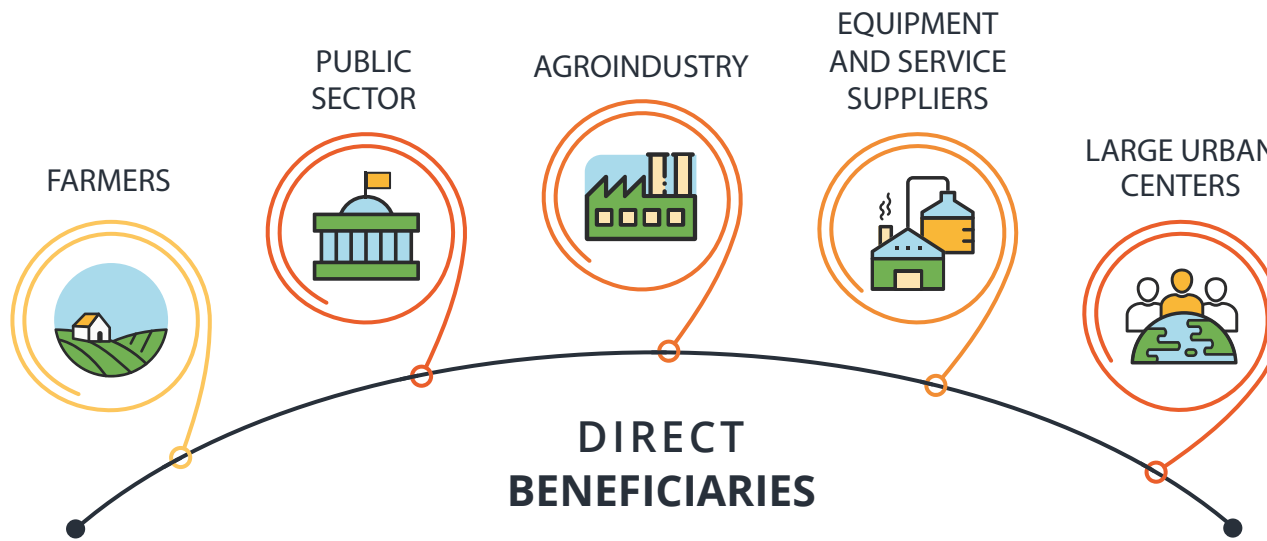 FARMERS
PUBLIC
SECTOR
AGROINDUSTRY
EQUIPMENT
AND SERVICE
SUPPLIERS
LARGE URBAN
CENTERS
DIRECT
BENEFICIARIES